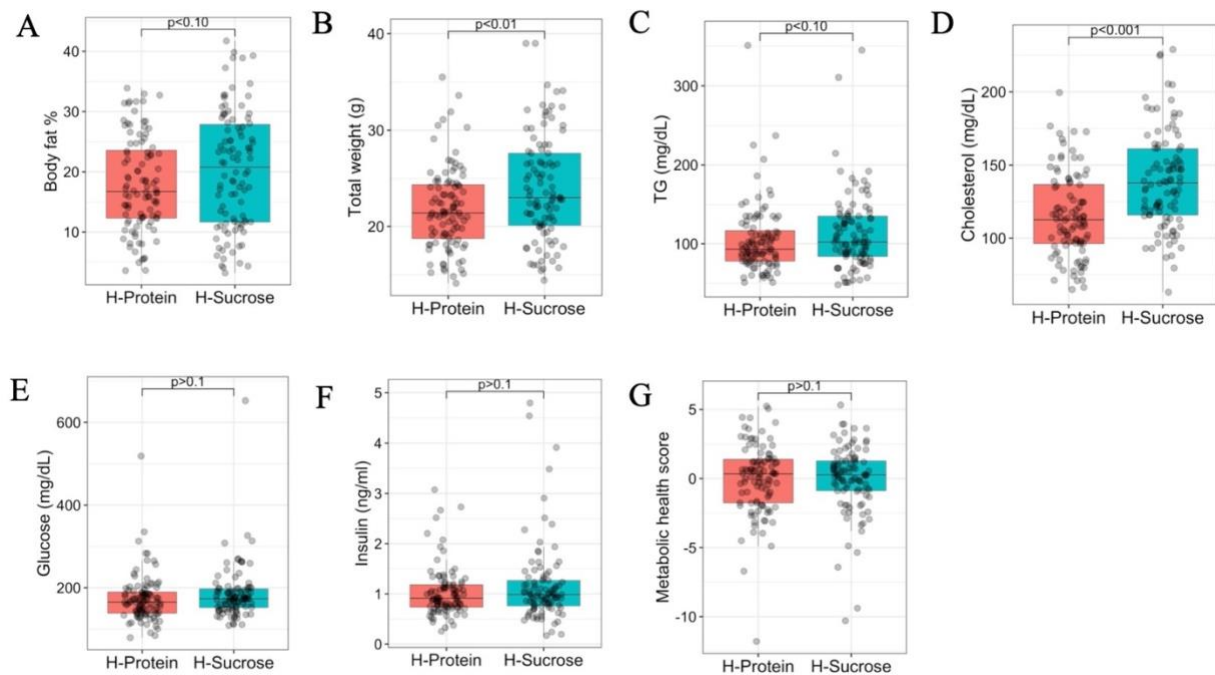 A
p<0.10
Body fat %
40
30
20
10
H-Protein H-Sucrose
B
p<0.01
Total weight (g)
40
30
20
H-Protein H-Sucrose
C
p<0.10
TG (mg/dL)
300
200
100
H-Protein H-Sucrose
D
p<0.001
Cholesterol (mg/dL)
200
150
100
H-Protein H-Sucrose
E
p>0.1
Glucose (mg/dL)
600
400
200
H-Protein H-Sucrose
F
p>0.1
Insulin (ng/ml)
5
4
3
2
1
0
H-Protein H-Sucrose
G
p>0.1
Metabolic health score
5
0
-5
-10
H-Protein H-Sucrose